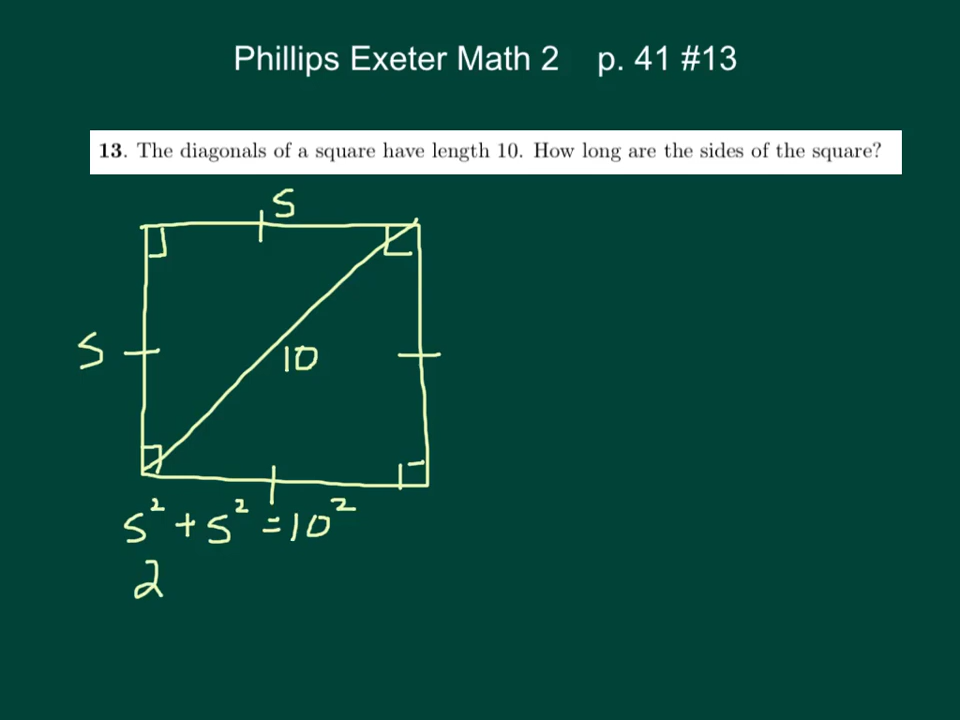 Phillips Exeter Math 2 p. 41 #13
13. The diagonals of a square have length 10. How long are the sides of the square?
s
s
10
s² + s² = 10²
2